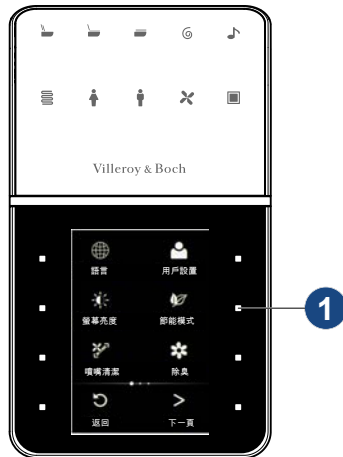 Villeroy & Boch
語言
用戶設置
螢幕亮度
節能模式
1
噴嘴清潔
除臭
返回
下一頁